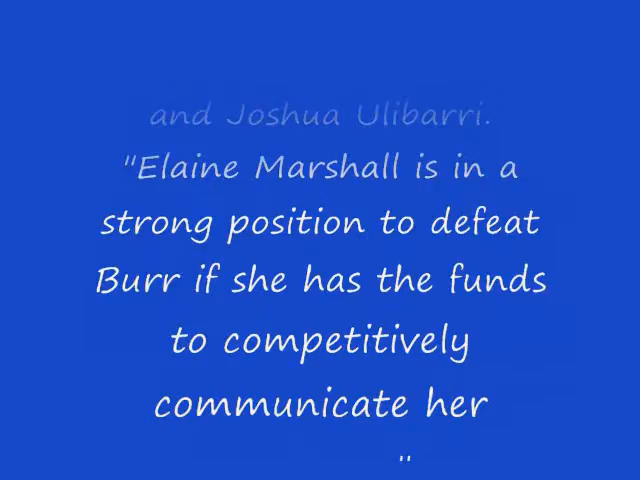 and Joshua Ulibarri.
"Elaine Marshall is in a
strong position to defeat
Burr if she has the funds
to competitively
communicate her
"